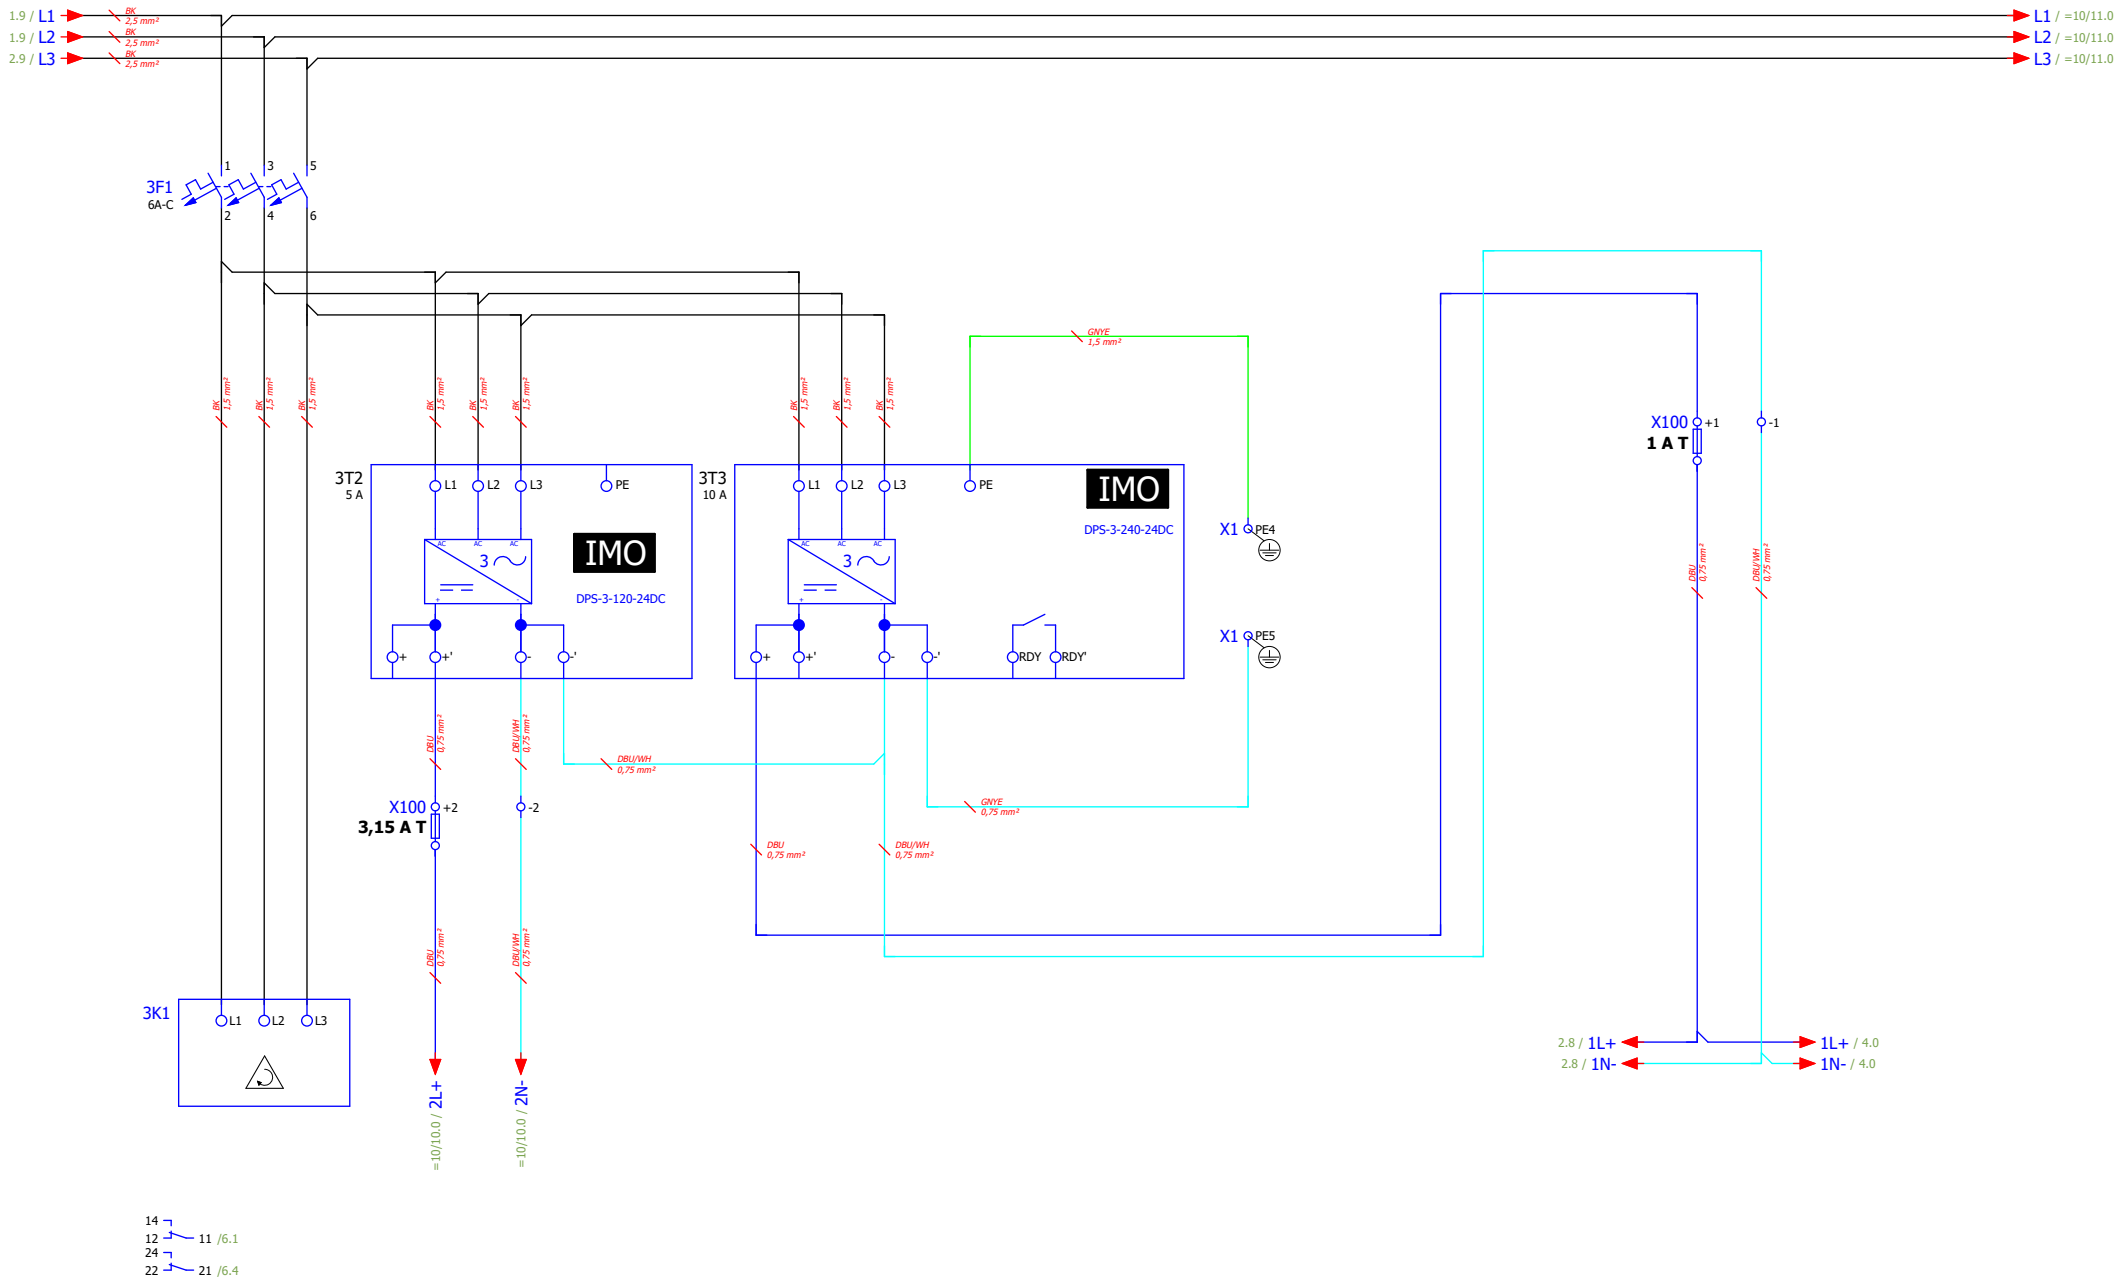 1.9 / L1
BK
2,5 mm²
L1 / =10/11.0
1.9 / L2
BK
2,5 mm²
L2 / =10/11.0
2.9 / L3
BK
2,5 mm²
L3 / =10/11.0
1 3 5
3F1
6A-C
2 4 6
GNYE
1,5 mm²
BK
1,5 mm²
BK
1,5 mm²
BK
1,5 mm²
BK
1,5 mm²
BK
1,5 mm²
BK
1,5 mm²
BK
1,5 mm²
BK
1,5 mm²
BK
1,5 mm²
X100 +1
1 A T
-1
3T2
5 A
L1 L2 L3 PE
AC AC AC
3
IMO
DPS-3-120-24DC
+ -
+ +' - -'
3T3
10 A
L1 L2 L3 PE
IMO
DPS-3-240-24DC
AC AC AC
3
+ -
+ +' - -' RDY RDY'
X1 PE4
X1 PE5
DBU
0,75 mm²
DBU/WH
0,75 mm²
DBU
0,75 mm²
DBU/WH
0,75 mm²
DBU/WH
0,75 mm²
GNYE
0,75 mm²
X100 +2
3,15 A T
-2
DBU
0,75 mm²
DBU/WH
0,75 mm²
DBU
0,75 mm²
DBU/WH
0,75 mm²
3K1
L1 L2 L3
2.8 / 1L+
1L+ / 4.0
2.8 / 1N-
1N- / 4.0
=10/10.0 / 2L+
=10/10.0 / 2N-
14
12 11 /6.1
24
22 21 /6.4